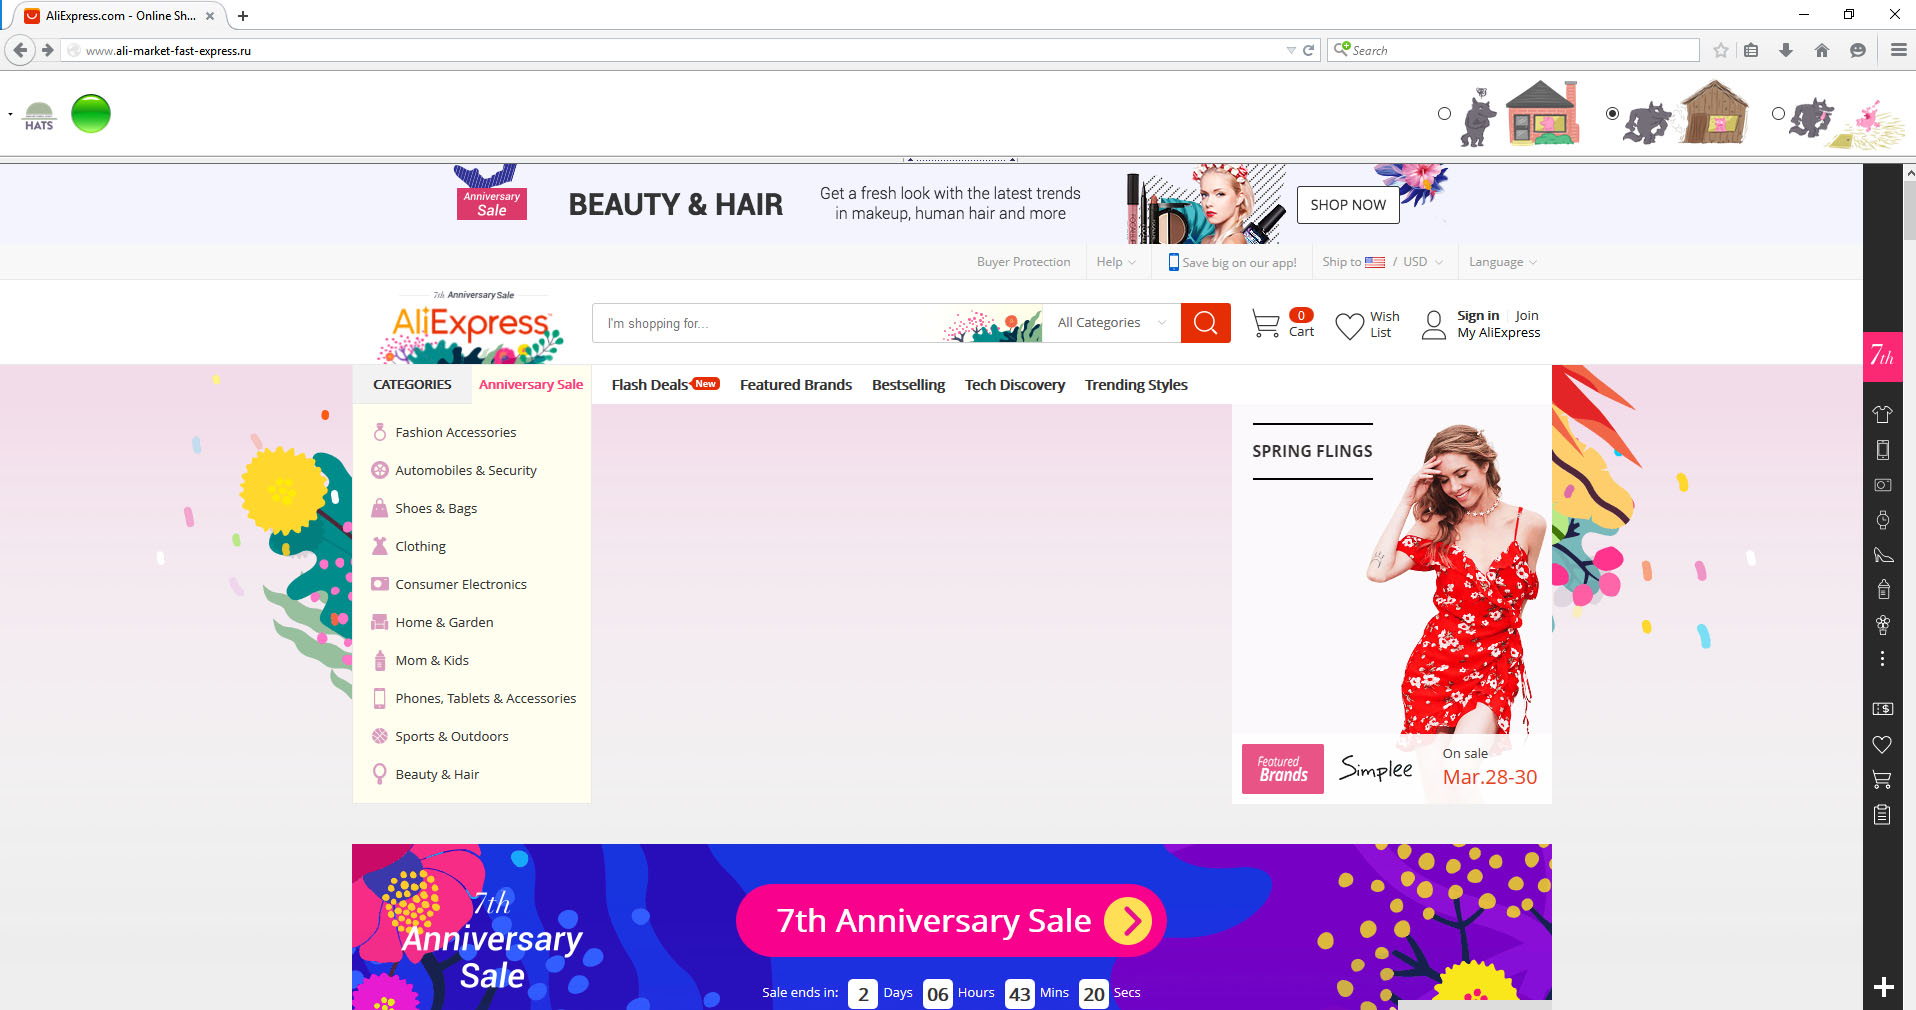 AliExpress.com - Online Sh...
www.ali-market-fast-express.ru
Search
HATS
Anniversary
Sale
BEAUTY & HAIR
Get a fresh look with the latest trends
in makeup, human hair and more
SHOP NOW
Buyer Protection
Help
Save big on our app!
Ship to / USD
Language
7th Anniversary Sale
AliExpress™
I'm shopping for...
All Categories
0
Cart
Wish
List
Sign in Join
My AliExpress
7th
CATEGORIES
Anniversary Sale
Flash Deals New
Featured Brands
Bestselling
Tech Discovery
Trending Styles
Fashion Accessories
Automobiles & Security
Shoes & Bags
Clothing
Consumer Electronics
Home & Garden
Mom & Kids
Phones, Tablets & Accessories
Sports & Outdoors
Beauty & Hair
SPRING FLINGS
Featured
Brands
Simplee
On sale
Mar.28-30
7th
Anniversary
Sale
7th Anniversary Sale
Sale ends in: 2 Days 06 Hours 43 Mins 20 Secs